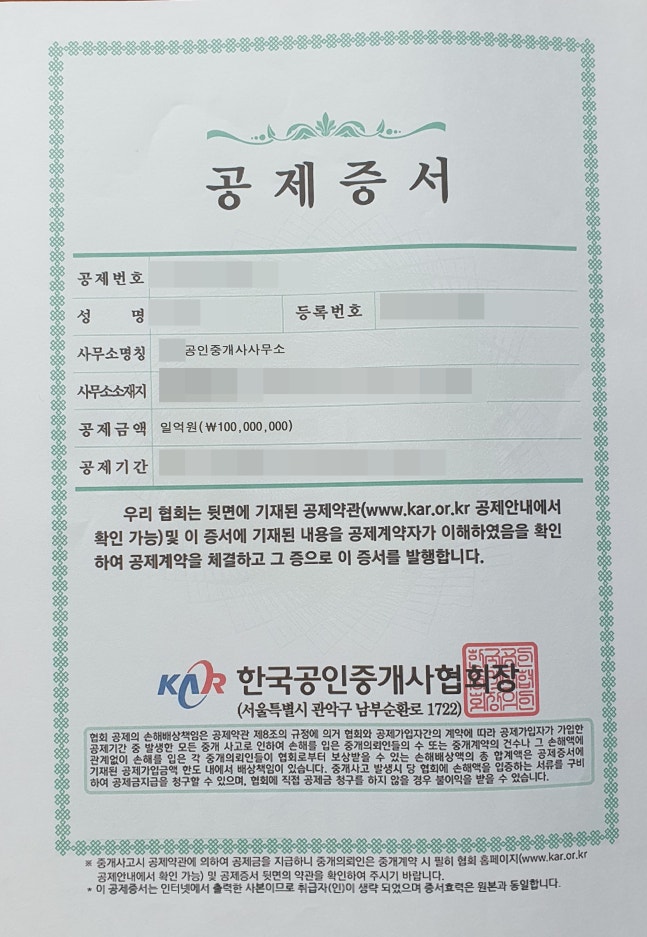 공제증서
공제번호
성 명 등록번호
사무소명칭 공인중개사사무소
사무소소재지
공제금액 일억원(₩100,000,000)
공제기간
우리 협회는 뒷면에 기재된 공제약관(www.kar.or.kr 공제안내에서
확인 가능)및 이 증서에 기재된 내용을 공제계약자가 이해하였음을 확인
하여 공제계약을 체결하고 그 증으로 이 증서를 발행합니다.
KAR 한국공인중개사협회장
(서울특별시 관악구 남부순환로 1722)
협회 공제의 손해배상책임은 공제약관 제8조의 규정에 의거 협회와 공제가입자간의 계약에 따라 공제가입자가 가입한
공제기간 중 발생한 모든 중개 사고로 인하여 손해를 입은 중개의뢰인들의 수 또는 중개계약의 건수나 그 손해액에
관계없이 손해를 입은 각 중개의뢰인들이 협회로부터 보상받을 수 있는 손해배상액의 총 합계액은 공제증서에
기재된 공제가입금액 한도 내에서 배상책임이 있습니다. 중개사고 발생시 당 협회에 손해액을 입증하는 서류를 구비
하여 공제금지급을 청구할 수 있으며, 협회에 직접 공제금 청구를 하지 않을 경우 불이익을 받을 수 있습니다.
※ 중개사고시 공제약관에 의하여 공제금을 지급하니 중개의뢰인은 중개계약 시 필히 협회 홈페이지(www.kar.or.kr
공제안내에서 확인 가능) 및 공제증서 뒷면의 약관을 확인하여 주시기 바랍니다.
* 이 공제증서는 인터넷에서 출력한 사본이므로 취급자(인)이 생략 되었으며 증서효력은 원본과 동일합니다.